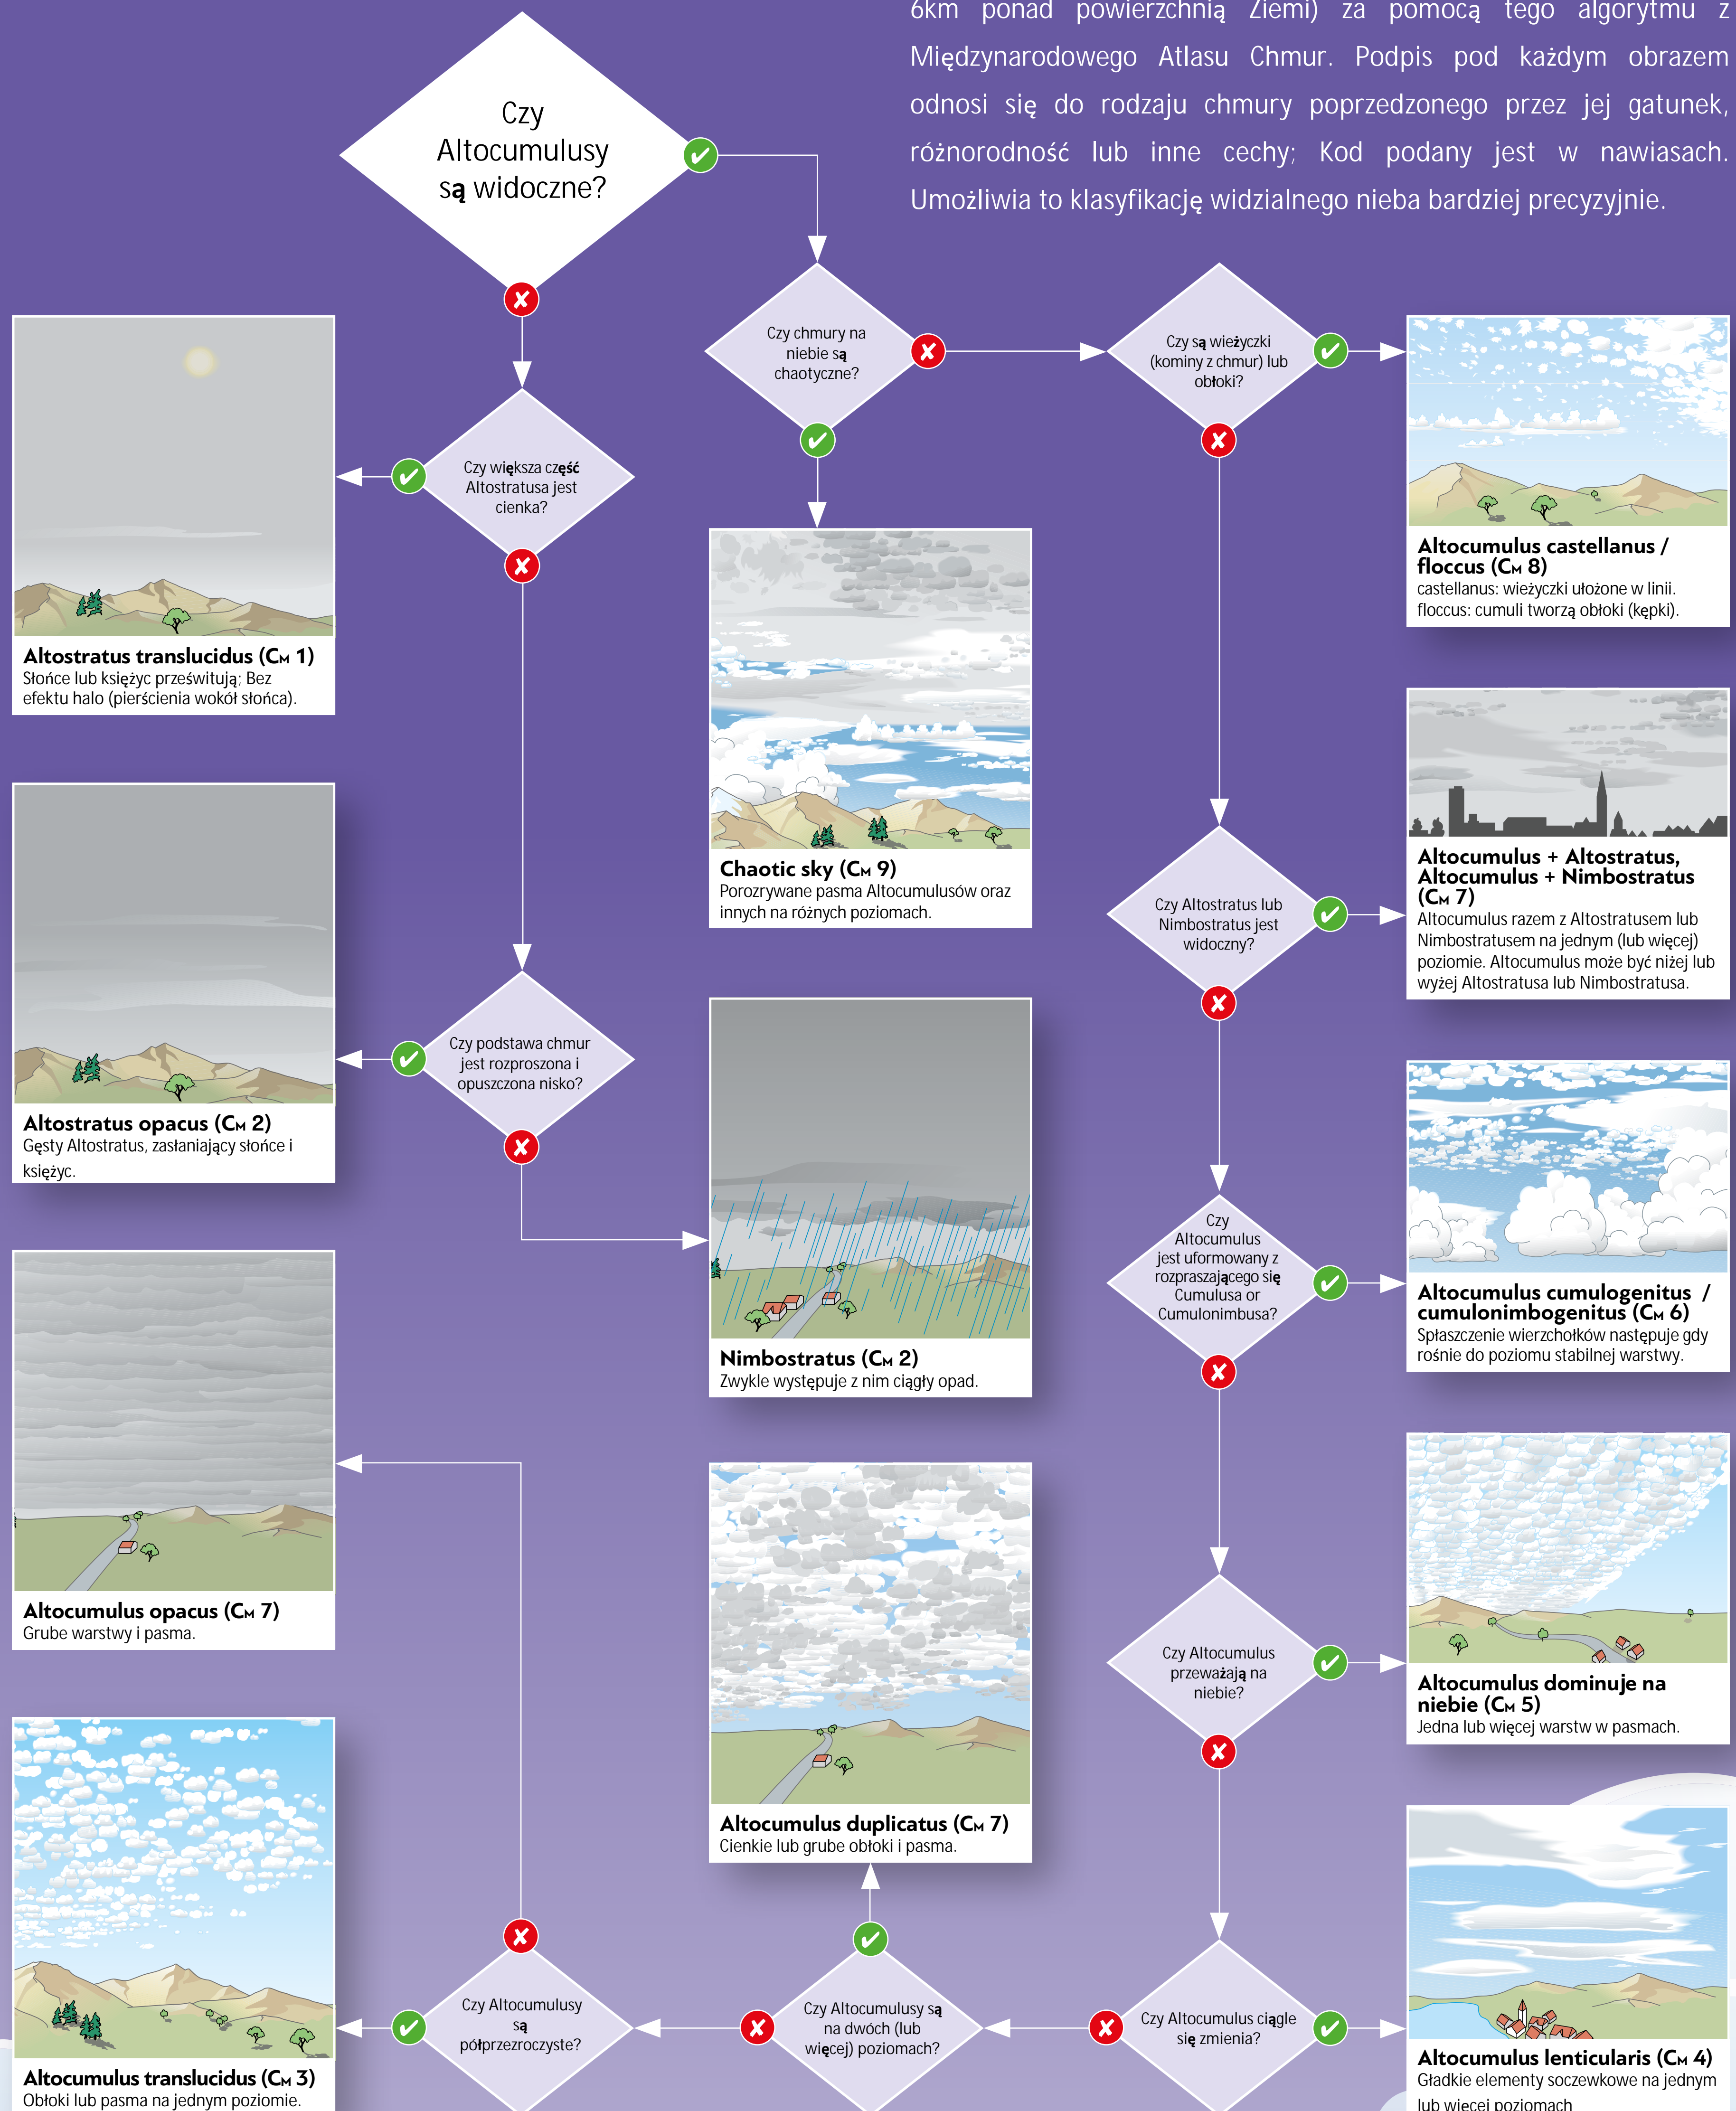 6km ponad powierzchnią Ziemi) za pomocą tego algorytmu z
Międzynarodowego Atlasu Chmur. Podpis pod każdym obrazem
odnosi się do rodzaju chmury poprzedzonego przez jej gatunek,
różnorodność lub inne cechy; Kod podany jest w nawiasach.
Umożliwia to klasyfikację widzialnego nieba bardziej precyzyjnie.
Czy
Altocumulusy
są widoczne?
Czy chmury na
niebie są
chaotyczne?
Czy są wieżyczki
(kominy z chmur) lub
obłoki?
Altocumulus castellanus /
floccus (CM 8)
castellanus: wieżyczki ułożone w linii.
floccus: cumuli tworzą obłoki (kępki).
Czy większa część
Altostratusa jest
cienka?
Altostratus translucidus (CM 1)
Słońce lub księżyc prześwitują; Bez
efektu halo (pierścienia wokół słońca).
Chaotic sky (CM 9)
Porozrywane pasma Altocumulusów oraz
innych na różnych poziomach.
Czy Altostratus lub
Nimbostratus jest
widoczny?
Altocumulus + Altostratus,
Altocumulus + Nimbostratus
(CM 7)
Altocumulus razem z Altostratusem lub
Nimbostratusem na jednym (lub więcej)
poziomie. Altocumulus może być niżej lub
wyżej Altostratusa lub Nimbostratusa.
Czy podstawa chmur
jest rozproszona i
opuszczona nisko?
Altostratus opacus (CM 2)
Gęsty Altostratus, zasłaniający słońce i
księżyc.
Nimbostratus (CM 2)
Zwykle występuje z nim ciągły opad.
Czy
Altocumulus
jest uformowany z
rozpraszającego się
Cumulusa or
Cumulonimbusa?
Altocumulus cumulogenitus /
cumulonimbogenitus (CM 6)
Spłaszczenie wierzchołków następuje gdy
rośnie do poziomu stabilnej warstwy.
Altocumulus opacus (CM 7)
Grube warstwy i pasma.
Czy Altocumulus
przeważają na
niebie?
Altocumulus dominuje na
niebie (CM 5)
Jedna lub więcej warstw w pasmach.
Altocumulus duplicatus (CM 7)
Cienkie lub grube obłoki i pasma.
Czy Altocumulusy
są
półprzezroczyste?
Czy Altocumulusy są
na dwóch (lub
więcej) poziomach?
Czy Altocumulus ciągle
się zmienia?
Altocumulus translucidus (CM 3)
Obłoki lub pasma na jednym poziomie.
Altocumulus lenticularis (CM 4)
Gładkie elementy soczewkowe na jednym
lub więcej poziomach